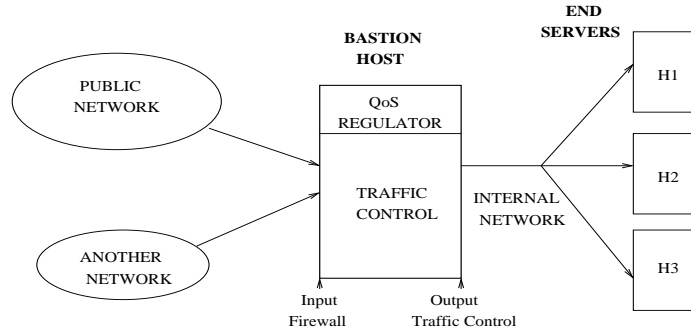 PUBLIC
NETWORK
ANOTHER
NETWORK
BASTION
HOST
QoS
REGULATOR
TRAFFIC
CONTROL
Input
Firewall
Output
Traffic Control
INTERNAL
NETWORK
END
SERVERS
H1
H2
H3